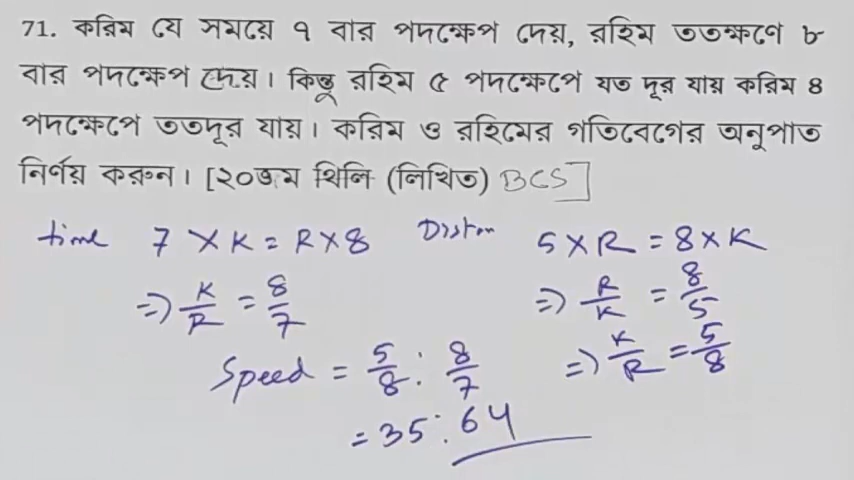 71. করিম যে সময়ে ৭ বার পদক্ষেপ দেয়, রহিম ততক্ষণে ৮
বার পদক্ষেপ দেয়। কিন্তু রহিম ৫ পদক্ষেপে যত দূর যায় করিম ৪
পদক্ষেপে ততদূর যায়। করিম ও রহিমের গতিবেগের অনুপাত
নির্ণয় করুন। [২০তম থিলি (লিখিত) BCS]
time 7 × K = R × 8 5 × R = 8 × K
⇒ K/R = 8/7 ⇒ R/K = 8/5
Speed = 5/8 : 8/7 ⇒ K/R = 5/8
= 35 : 64